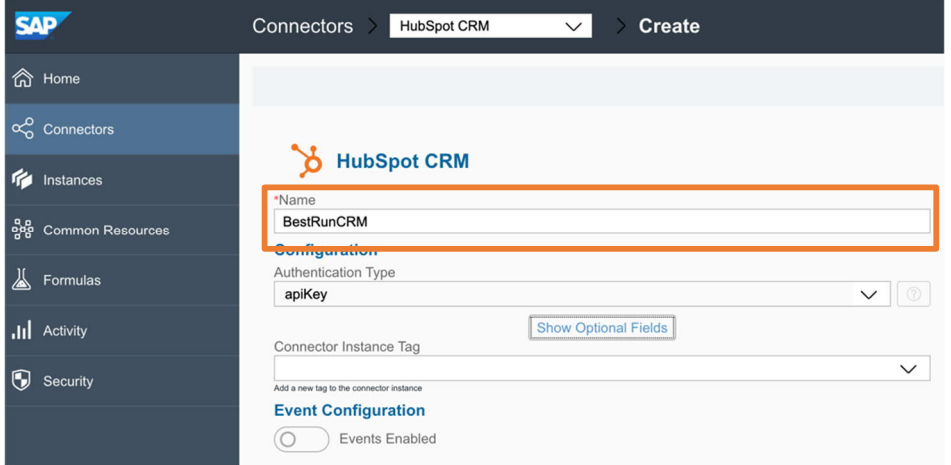 SAP
Connectors > HubSpot CRM > Create
Home
Connectors
Instances
Common Resources
Formulas
Activity
Security
HubSpot CRM
*Name
BestRunCRM
Configuration
Authentication Type
apiKey
Show Optional Fields
Connector Instance Tag
Add a new tag to the connector instance
Event Configuration
Events Enabled